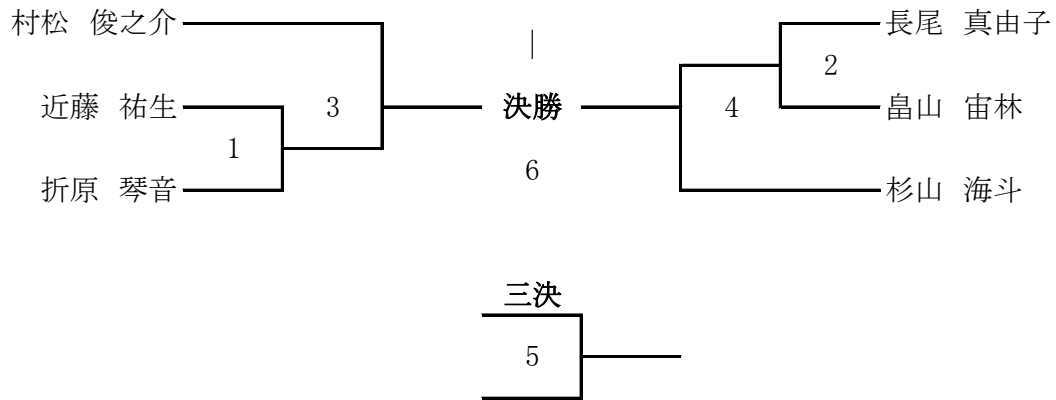 村松 俊之介
長尾 真由子
｜
2
近藤 祐生
3
決勝
4
畠山 宙林
1
6
折原 琴音
杉山 海斗
三決
5